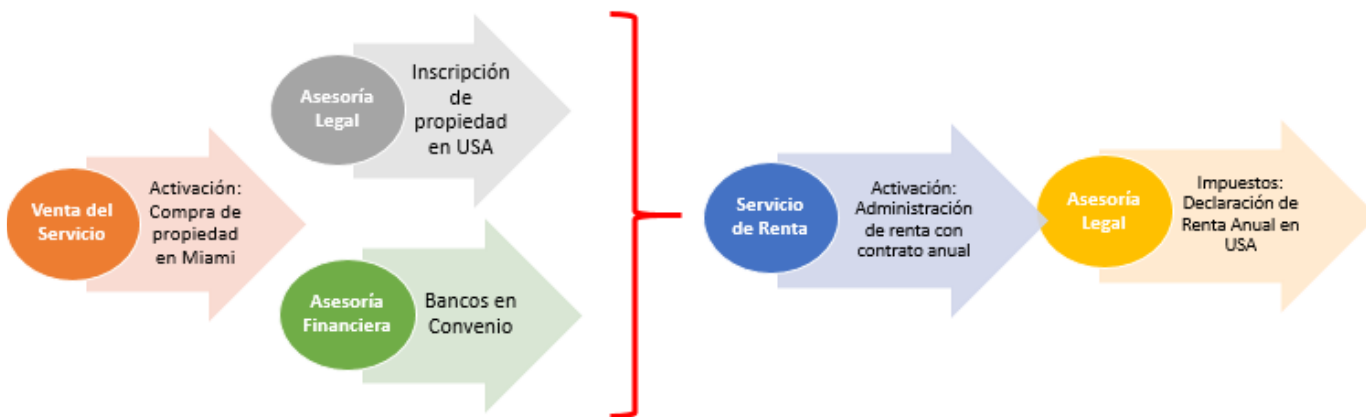 Venta del
Servicio
Activación:
Compra de
propiedad
en Miami
Asesoría
Legal
Inscripción
de
propiedad
en USA
Asesoría
Financiera
Bancos en
Convenio
Servicio
de Renta
Activación:
Administración
de renta con
contrato anual
Asesoría
Legal
Impuestos:
Declaración de
Renta Anual en
USA